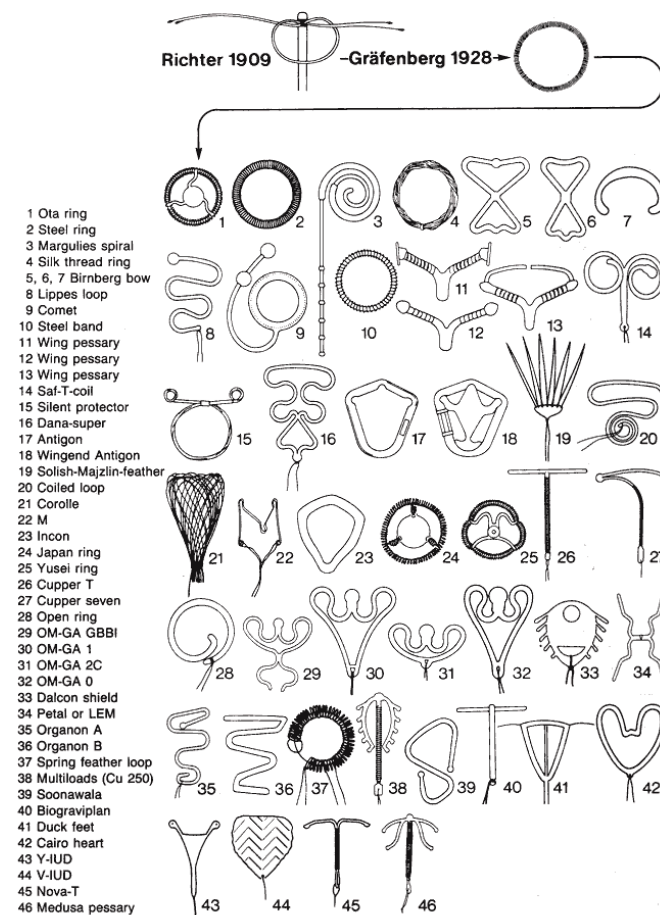 Richter 1909
–Gräfenberg 1928
1 2 3 4 5 6 7
1 Ota ring
2 Steel ring
3 Margulies spiral
4 Silk thread ring
5, 6, 7 Birnberg bow
8 Lippes loop
9 Comet
10 Steel band
11 Wing pessary
12 Wing pessary
13 Wing pessary
14 Saf-T-coil
15 Silent protector
16 Dana-super
17 Antigon
18 Wingend Antigon
19 Solish-Majzlin-feather
20 Coiled loop
21 Corolle
22 M
23 Incon
24 Japan ring
25 Yusei ring
26 Cupper T
27 Cupper seven
28 Open ring
29 OM-GA GBBI
30 OM-GA 1
31 OM-GA 2C
32 OM-GA 0
33 Dalcon shield
34 Petal or LEM
35 Organon A
36 Organon B
37 Spring feather loop
38 Multiloads (Cu 250)
39 Soonawala
40 Biograviplan
41 Duck feet
42 Cairo heart
43 Y-IUD
44 V-IUD
45 Nova-T
46 Medusa pessary
8 9 10 11 12 13 14
15 16 17 18 19 20
21 22 23 24 25 26 27
28 29 30 31 32 33 34
35 36 37 38 39 40 41 42
43 44 45 46